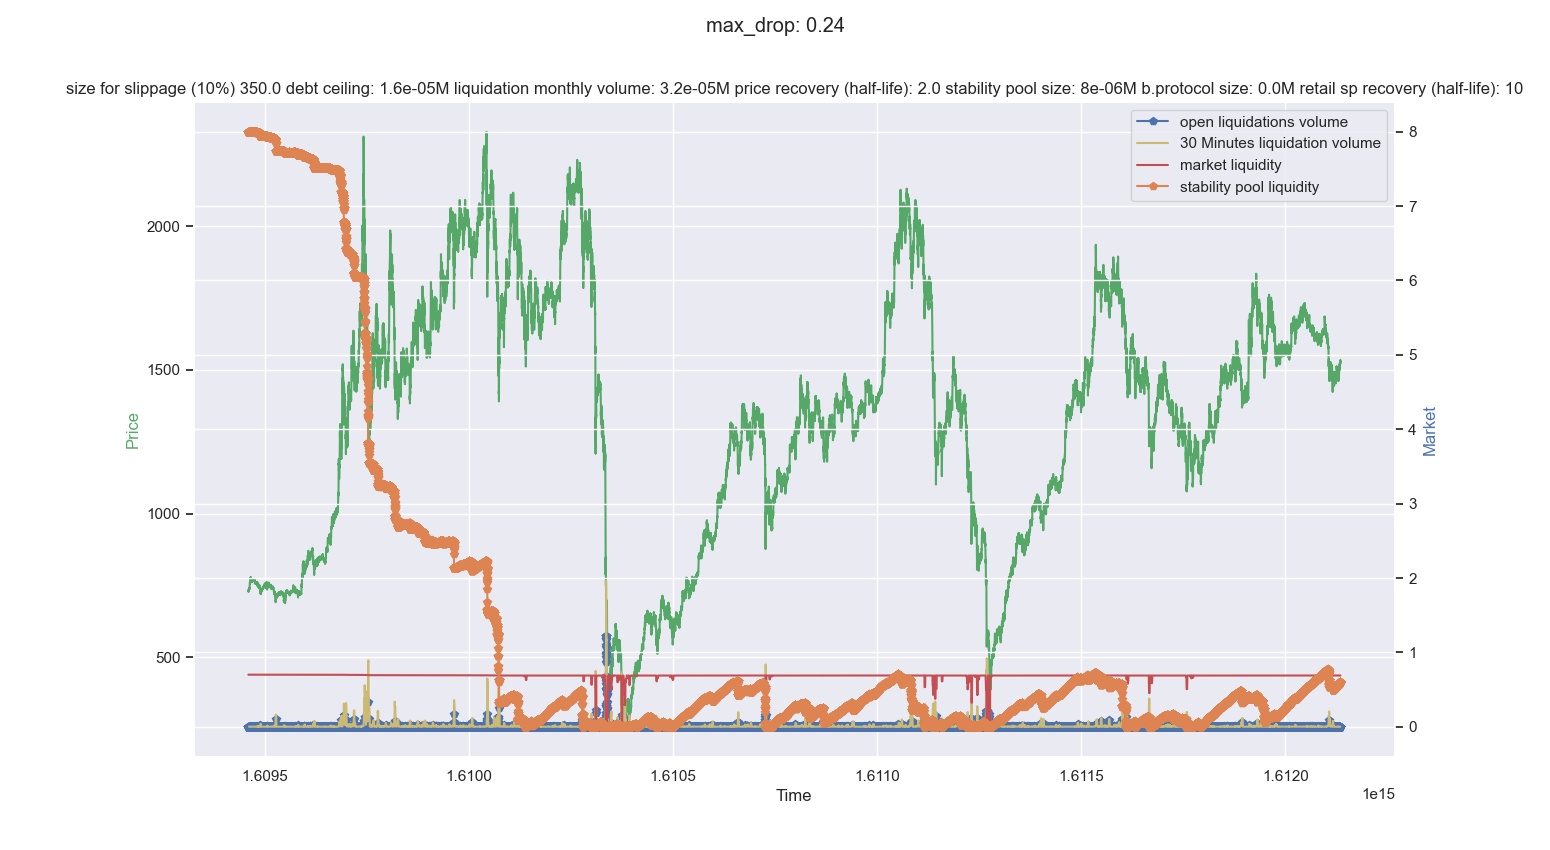 max_drop: 0.24
size for slippage (10%) 350.0 debt ceiling: 1.6e-05M liquidation monthly volume: 3.2e-05M price recovery (half-life): 2.0 stability pool size: 8e-06M b.protocol size: 0.0M retail sp recovery (half-life): 10
open liquidations volume
30 Minutes liquidation volume
market liquidity
stability pool liquidity
2000
1500
1000
500
Price
8
7
6
5
4
3
2
1
0
Market
1.6095 1.6100 1.6105 1.6110 1.6115 1.6120
Time
1e15